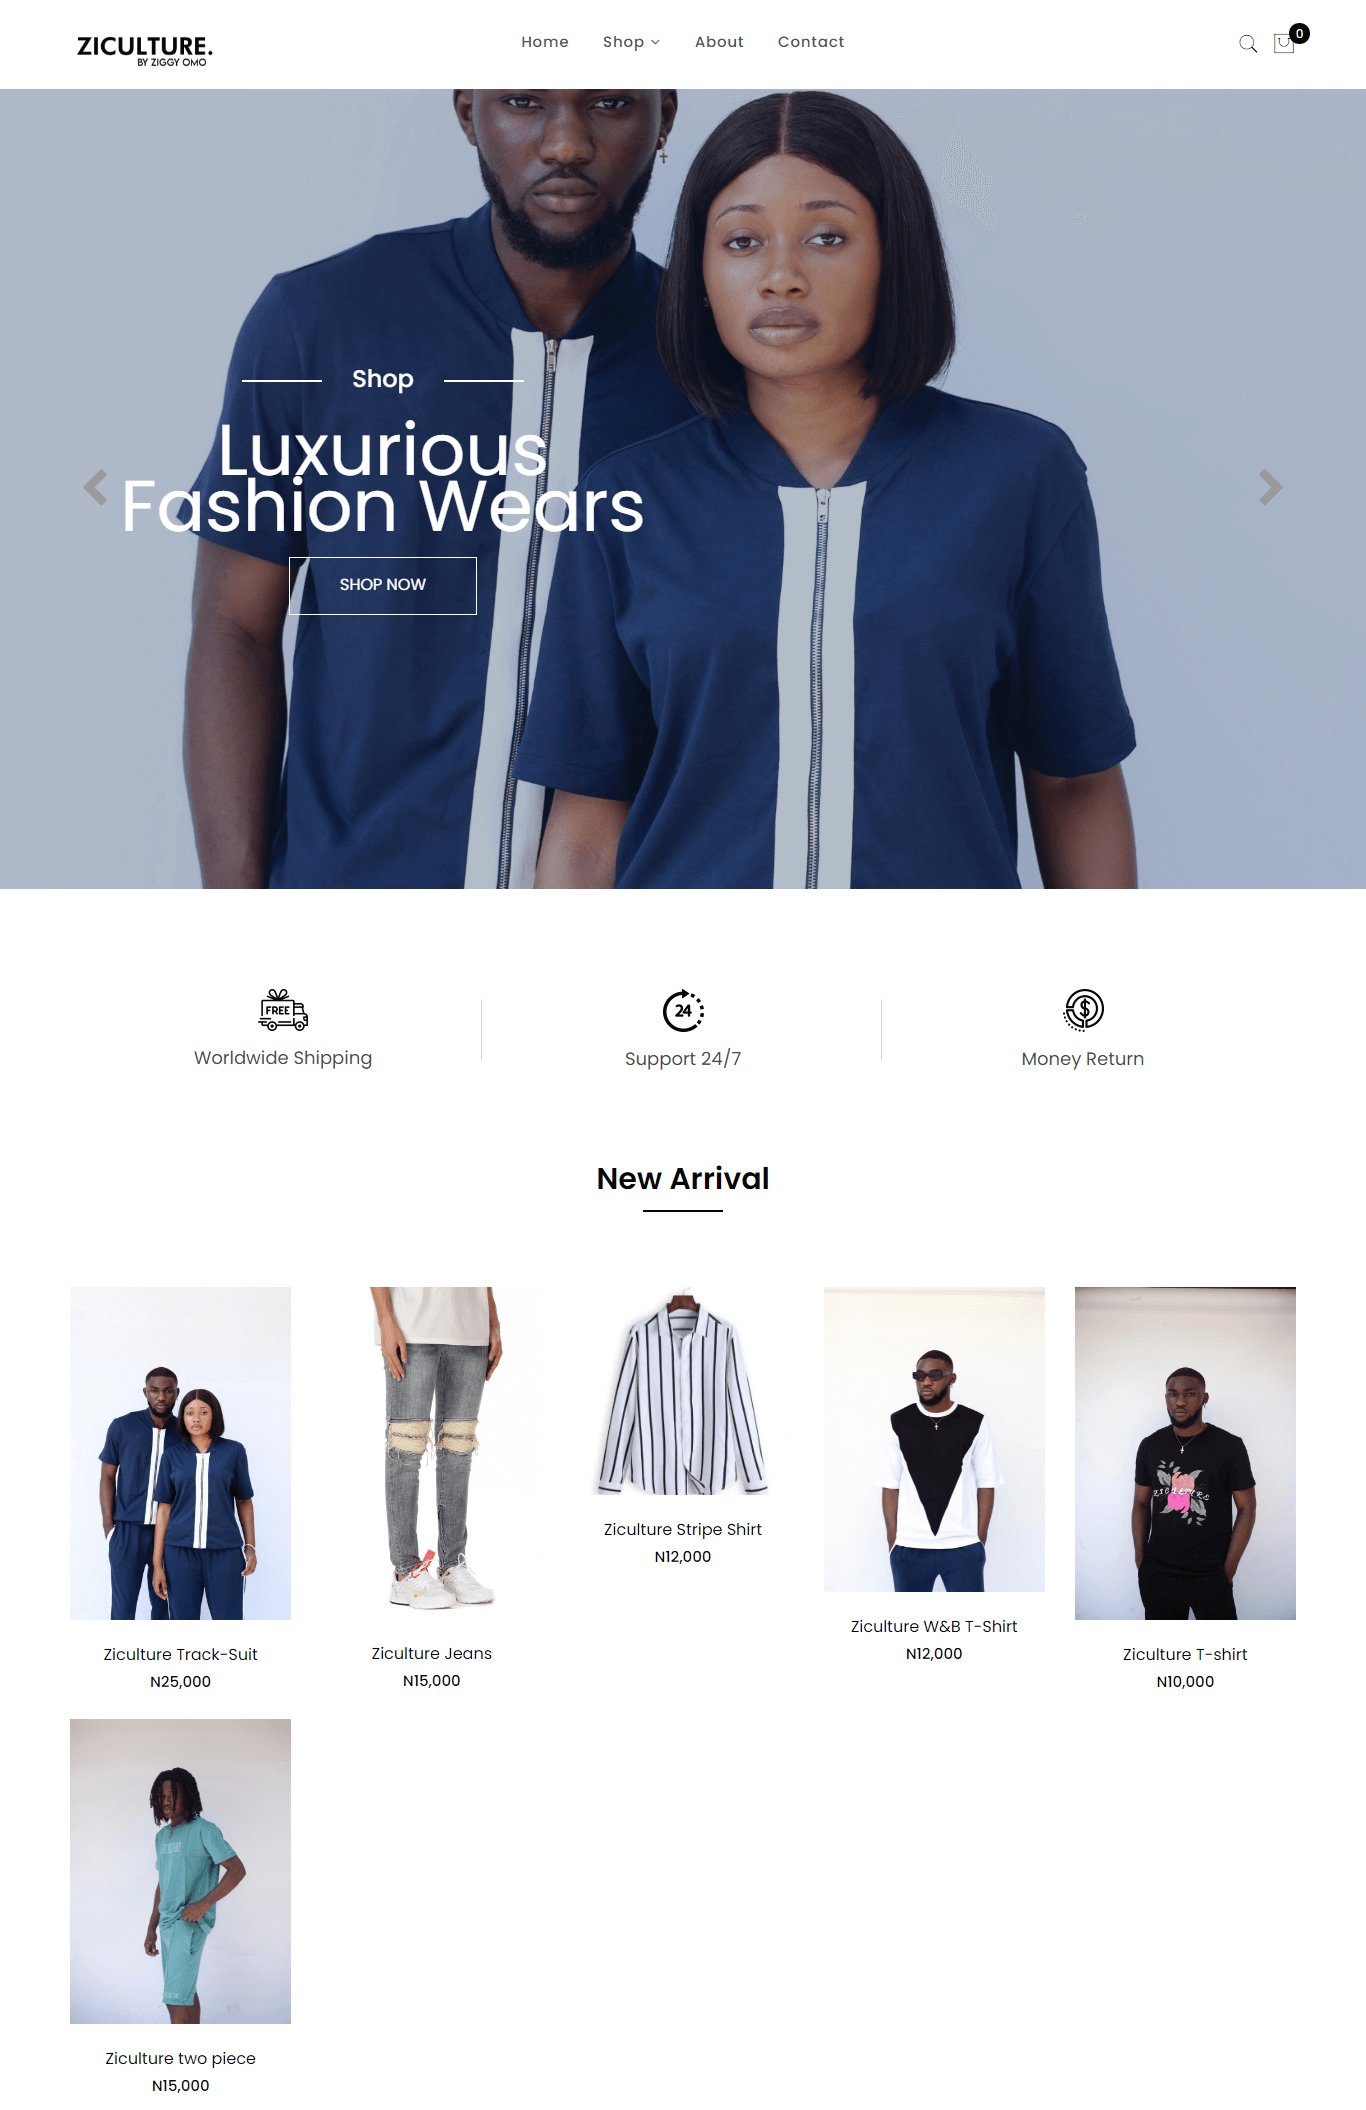 ZICULTURE.
BY ZIGGY OMO
Home
Shop
About
Contact
0
Shop
Luxurious
Fashion Wears
SHOP NOW
FREE
Worldwide Shipping
24
Support 24/7
$
Money Return
New Arrival
Ziculture Track-Suit
N25,000
Ziculture Jeans
N15,000
Ziculture Stripe Shirt
N12,000
Ziculture W&B T-Shirt
N12,000
ZICULTURE
Ziculture T-shirt
N10,000
Ziculture two piece
N15,000